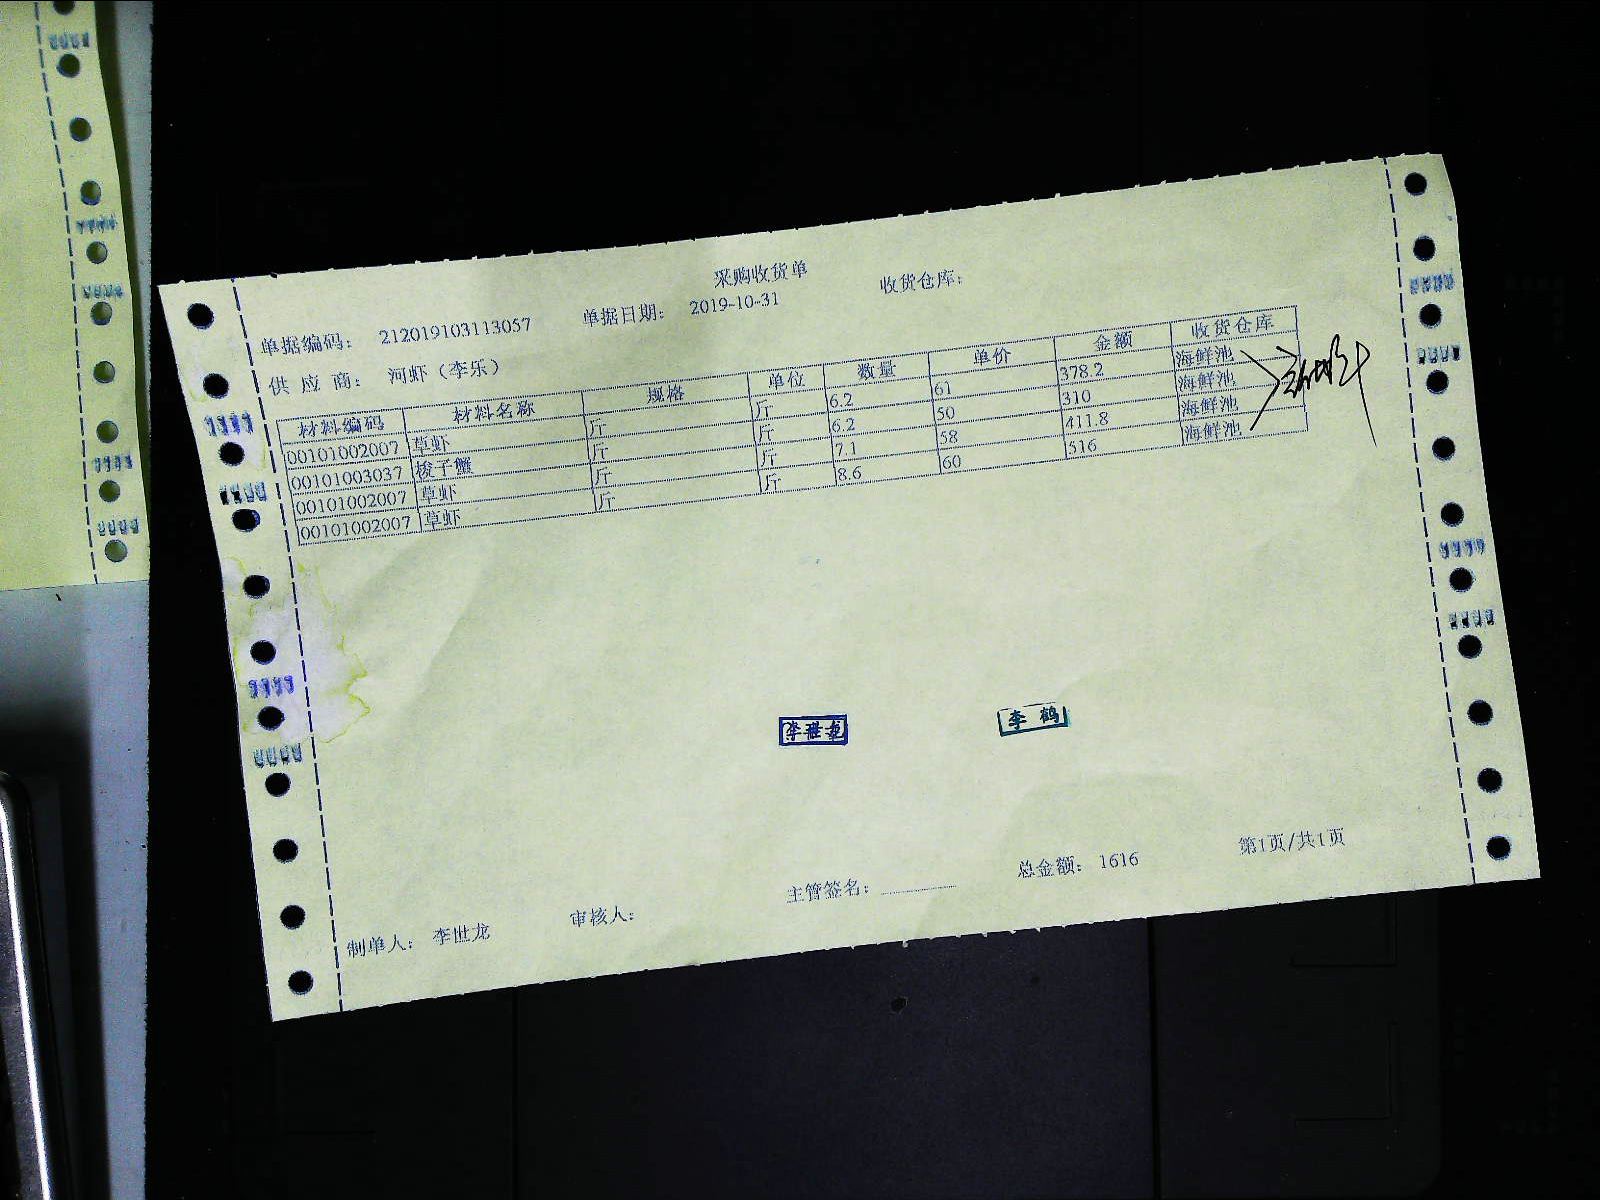 采购收货单
单据编码： 212019103113057 单据日期： 2019-10-31 收货仓库：
供 应 商： 河虾（李乐）
材料编码 材料名称 规格 单位 数量 单价 金额 收货仓库
00101002007 草虾 斤 斤 6.2 61 378.2 海鲜池
00101003037 梭子蟹 斤 斤 6.2 50 310 海鲜池
00101002007 草虾 斤 斤 7.1 58 411.8 海鲜池
00101002007 草虾 斤 斤 8.6 60 516 海鲜池
李世龙 李鹤
制单人： 李世龙 审核人： 主管签名： 总金额： 1616 第1页/共1页